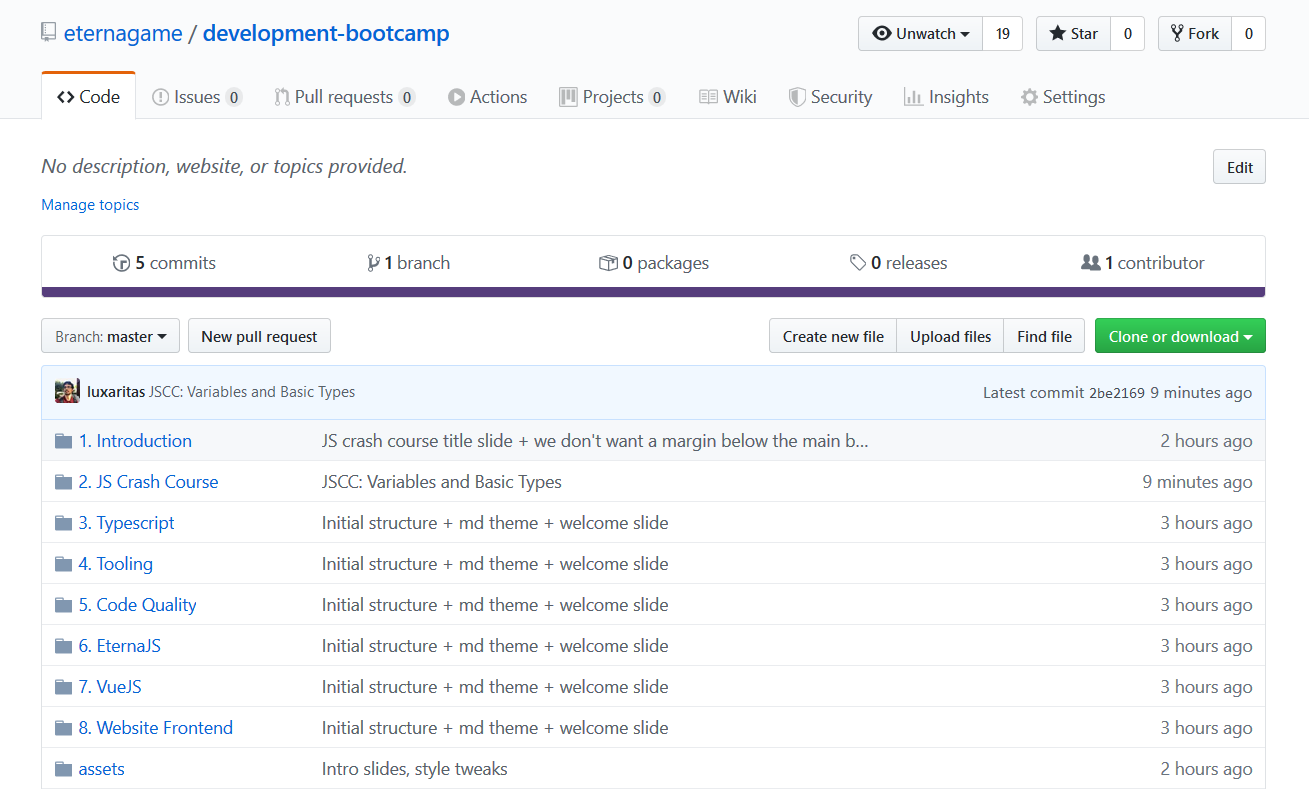 eternagame / development-bootcamp
Unwatch 19 Star 0 Fork 0
Code Issues 0 Pull requests 0 Actions Projects 0 Wiki Security Insights Settings
No description, website, or topics provided. Edit
Manage topics
5 commits 1 branch 0 packages 0 releases 1 contributor
Branch: master New pull request Create new file Upload files Find file Clone or download
luxaritas JSCC: Variables and Basic Types Latest commit 2be2169 9 minutes ago
1. Introduction JS crash course title slide + we don't want a margin below the main b... 2 hours ago
2. JS Crash Course JSCC: Variables and Basic Types 9 minutes ago
3. Typescript Initial structure + md theme + welcome slide 3 hours ago
4. Tooling Initial structure + md theme + welcome slide 3 hours ago
5. Code Quality Initial structure + md theme + welcome slide 3 hours ago
6. EternaJS Initial structure + md theme + welcome slide 3 hours ago
7. VueJS Initial structure + md theme + welcome slide 3 hours ago
8. Website Frontend Initial structure + md theme + welcome slide 3 hours ago
assets Intro slides, style tweaks 2 hours ago